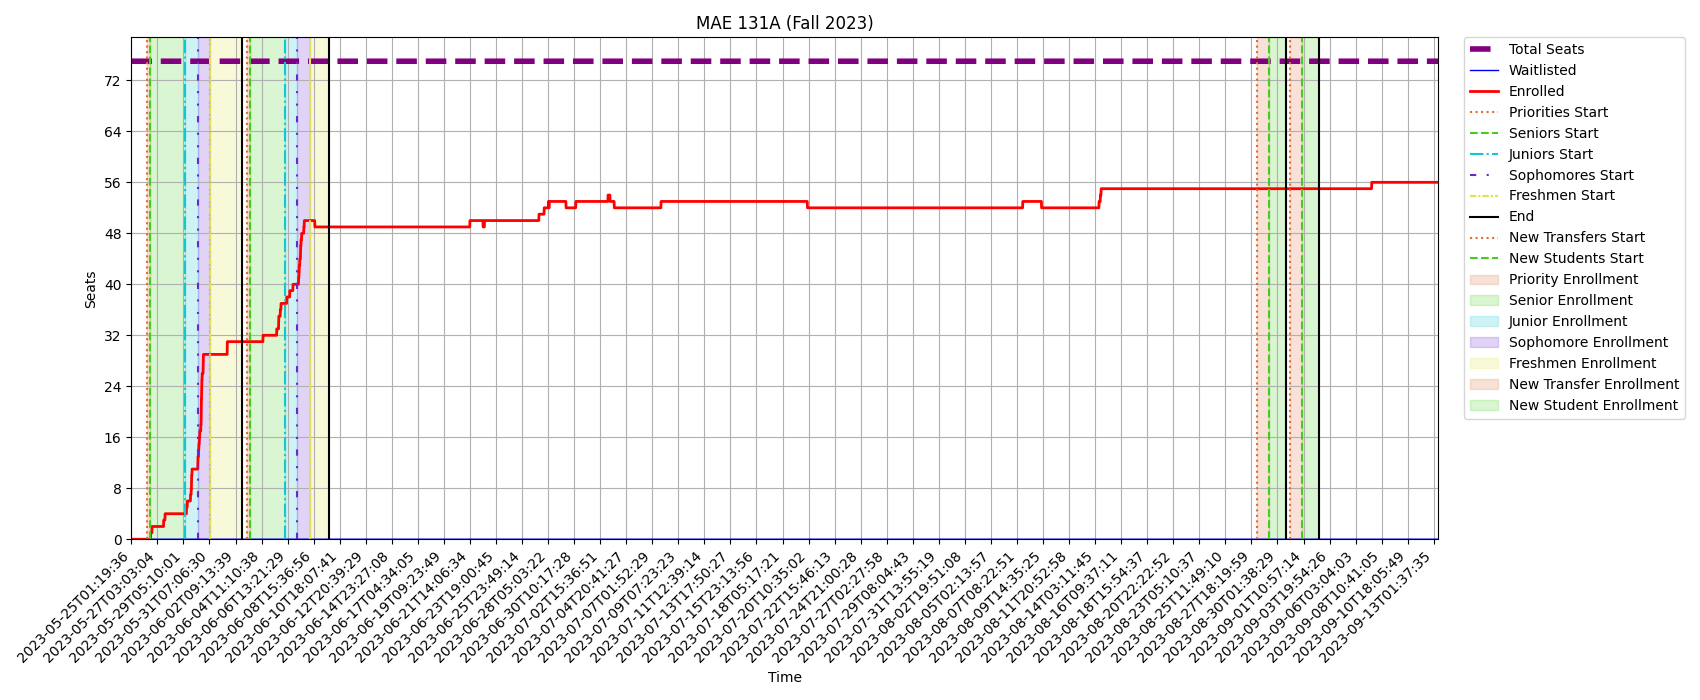 MAE 131A (Fall 2023)
Seats
72
64
56
48
40
32
24
16
8
0
2023-05-25T01:19:36
2023-05-27T03:03:04
2023-05-29T05:10:01
2023-05-31T07:06:30
2023-06-02T09:13:39
2023-06-04T11:10:38
2023-06-06T13:21:29
2023-06-08T15:36:56
2023-06-10T18:07:41
2023-06-12T20:39:29
2023-06-14T23:27:08
2023-06-17T04:34:05
2023-06-19T09:23:49
2023-06-21T14:06:34
2023-06-23T19:00:45
2023-06-25T23:49:14
2023-06-28T05:03:22
2023-06-30T10:17:28
2023-07-02T15:36:51
2023-07-04T20:41:27
2023-07-07T01:52:29
2023-07-09T07:23:23
2023-07-11T12:39:14
2023-07-13T17:50:27
2023-07-15T23:13:56
2023-07-18T05:17:21
2023-07-20T10:35:02
2023-07-22T15:46:13
2023-07-24T21:00:28
2023-07-27T02:27:58
2023-07-29T08:04:43
2023-07-31T13:55:19
2023-08-02T19:51:08
2023-08-05T02:13:57
2023-08-07T08:22:51
2023-08-09T14:35:25
2023-08-11T20:52:58
2023-08-14T03:11:45
2023-08-16T09:37:11
2023-08-18T15:54:37
2023-08-20T22:22:52
2023-08-23T05:10:37
2023-08-25T11:49:10
2023-08-27T18:19:59
2023-08-30T01:38:29
2023-09-01T10:57:14
2023-09-03T19:54:26
2023-09-06T03:04:03
2023-09-08T10:41:05
2023-09-10T18:05:49
2023-09-13T01:37:35
Time
Total Seats
Waitlisted
Enrolled
Priorities Start
Seniors Start
Juniors Start
Sophomores Start
Freshmen Start
End
New Transfers Start
New Students Start
Priority Enrollment
Senior Enrollment
Junior Enrollment
Sophomore Enrollment
Freshmen Enrollment
New Transfer Enrollment
New Student Enrollment